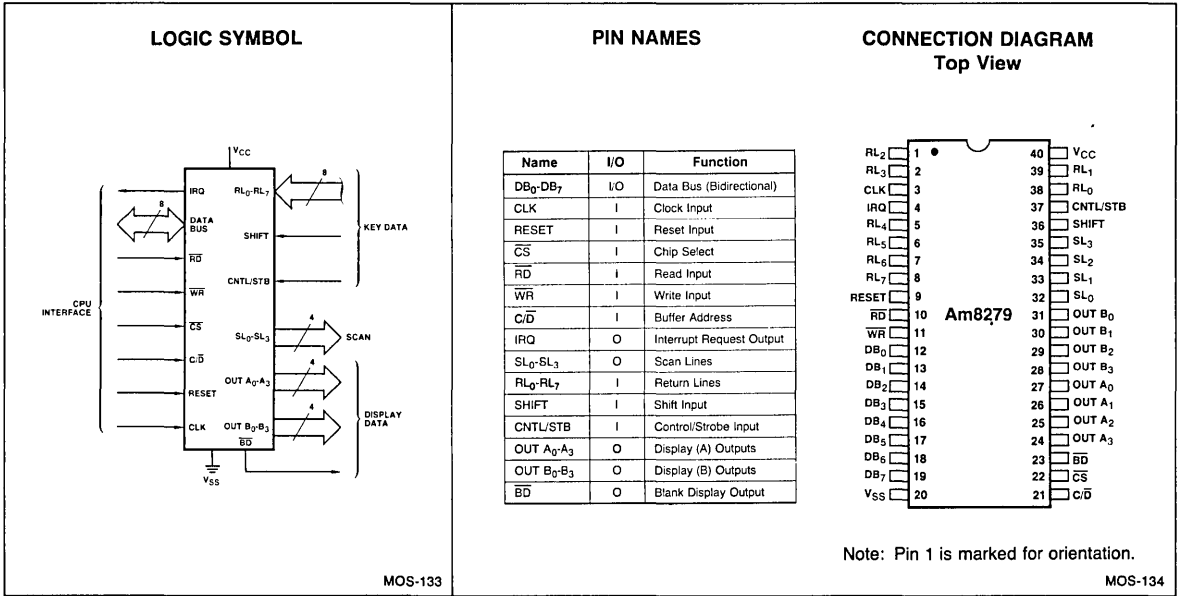 LOGIC SYMBOL
VCC
IRQ
RL0-RL7
8
8
DATA
BUS
SHIFT
KEY DATA
RD
CNTL/STB
WR
CPU
INTERFACE
CS
SL0-SL3
4
SCAN
C/D
4
OUT A0-A3
RESET
4
DISPLAY
DATA
CLK
OUT B0-B3
BD
VSS
MOS-133
PIN NAMES
Name I/O Function
DB0-DB7 I/O Data Bus (Bidirectional)
CLK I Clock Input
RESET I Reset Input
CS I Chip Select
RD I Read Input
WR I Write Input
C/D I Buffer Address
IRQ O Interrupt Request Output
SL0-SL3 O Scan Lines
RL0-RL7 I Return Lines
SHIFT I Shift Input
CNTL/STB I Control/Strobe Input
OUT A0-A3 O Display (A) Outputs
OUT B0-B3 O Display (B) Outputs
BD O Blank Display Output
CONNECTION DIAGRAM
Top View
RL2 1 40 VCC
RL3 2 39 RL1
CLK 3 38 RL0
IRQ 4 37 CNTL/STB
RL4 5 36 SHIFT
RL5 6 35 SL3
RL6 7 34 SL2
RL7 8 33 SL1
RESET 9 32 SL0
RD 10 Am8279 31 OUT B0
WR 11 30 OUT B1
DB0 12 29 OUT B2
DB1 13 28 OUT B3
DB2 14 27 OUT A0
DB3 15 26 OUT A1
DB4 16 25 OUT A2
DB5 17 24 OUT A3
DB6 18 23 BD
DB7 19 22 CS
VSS 20 21 C/D
Note: Pin 1 is marked for orientation.
MOS-134